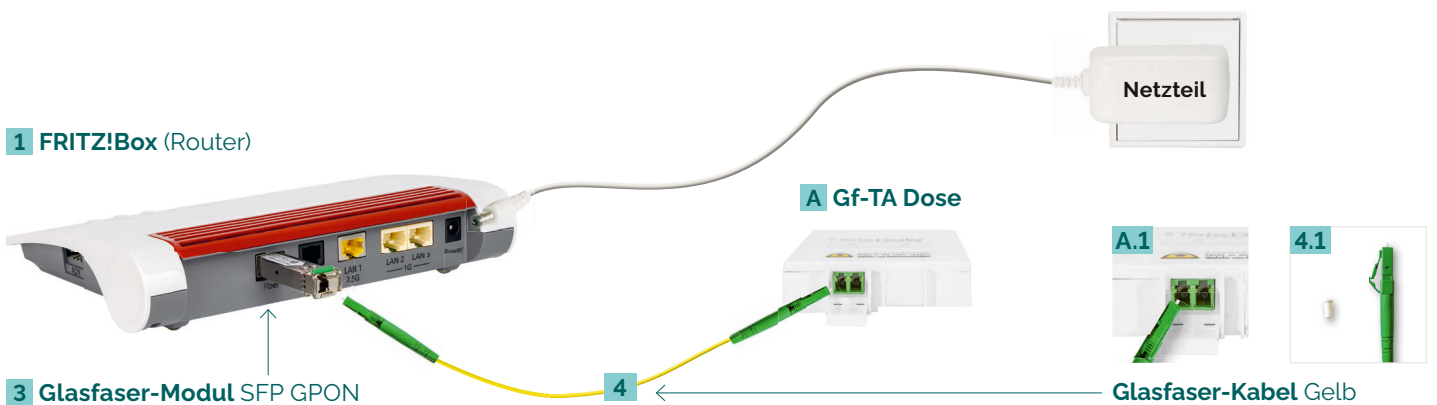 Netzteil
1 FRITZ!Box (Router)
A Gf-TA Dose
A.1
4.1
FON
Fiber
LAN 1
2.5G
LAN 2
LAN 3
1G
Power
3 Glasfaser-Modul SFP GPON
4
Glasfaser-Kabel Gelb